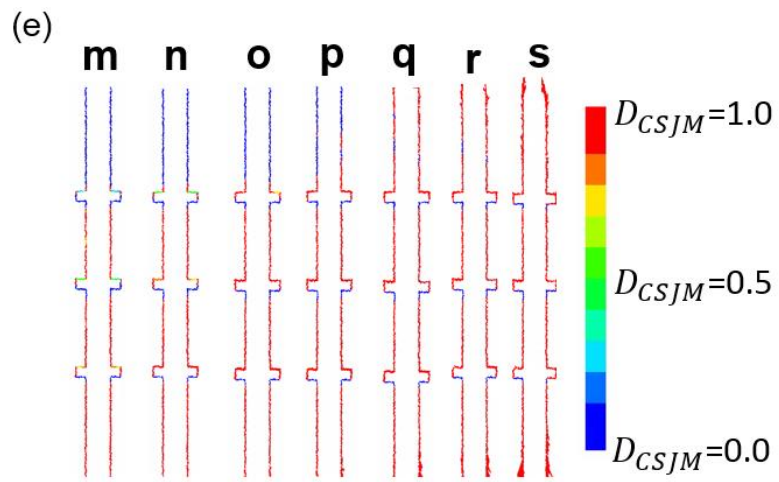 (e)
m n o p q r s
D_CSJM=1.0
D_CSJM=0.5
D_CSJM=0.0